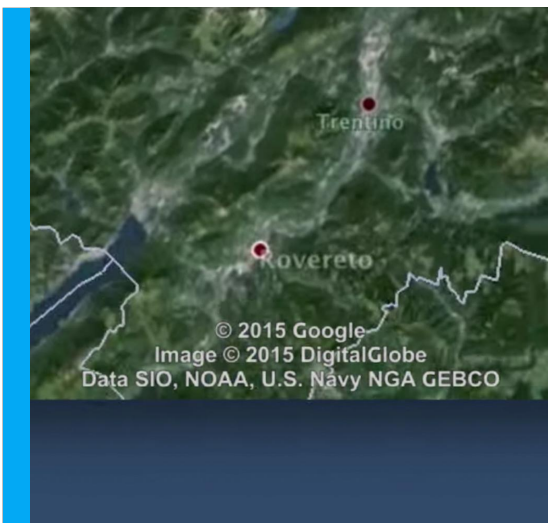 Trentino
Rovereto
© 2015 Google
Image © 2015 DigitalGlobe
Data SIO, NOAA, U.S. Navy NGA GEBCO